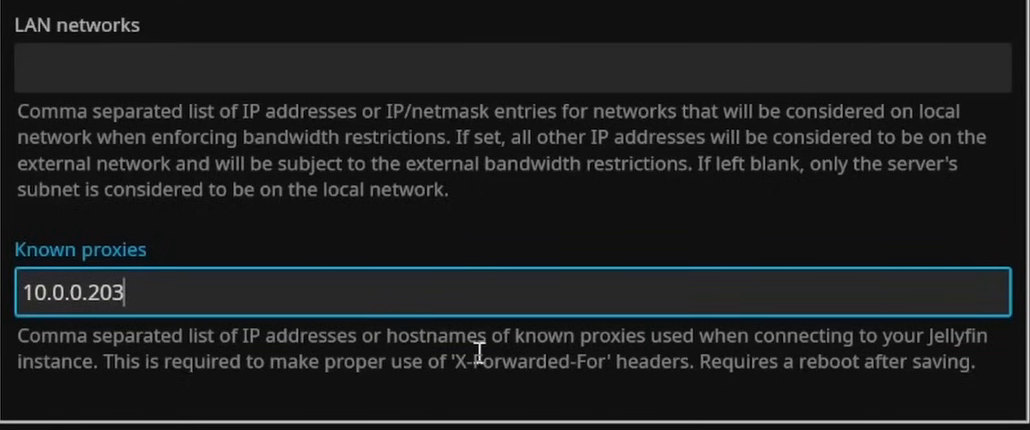 LAN networks
Comma separated list of IP addresses or IP/netmask entries for networks that will be considered on local
network when enforcing bandwidth restrictions. If set, all other IP addresses will be considered to be on the
external network and will be subject to the external bandwidth restrictions. If left blank, only the server's
subnet is considered to be on the local network.
Known proxies
10.0.0.203
Comma separated list of IP addresses or hostnames of known proxies used when connecting to your Jellyfin
instance. This is required to make proper use of 'X-Forwarded-For' headers. Requires a reboot after saving.